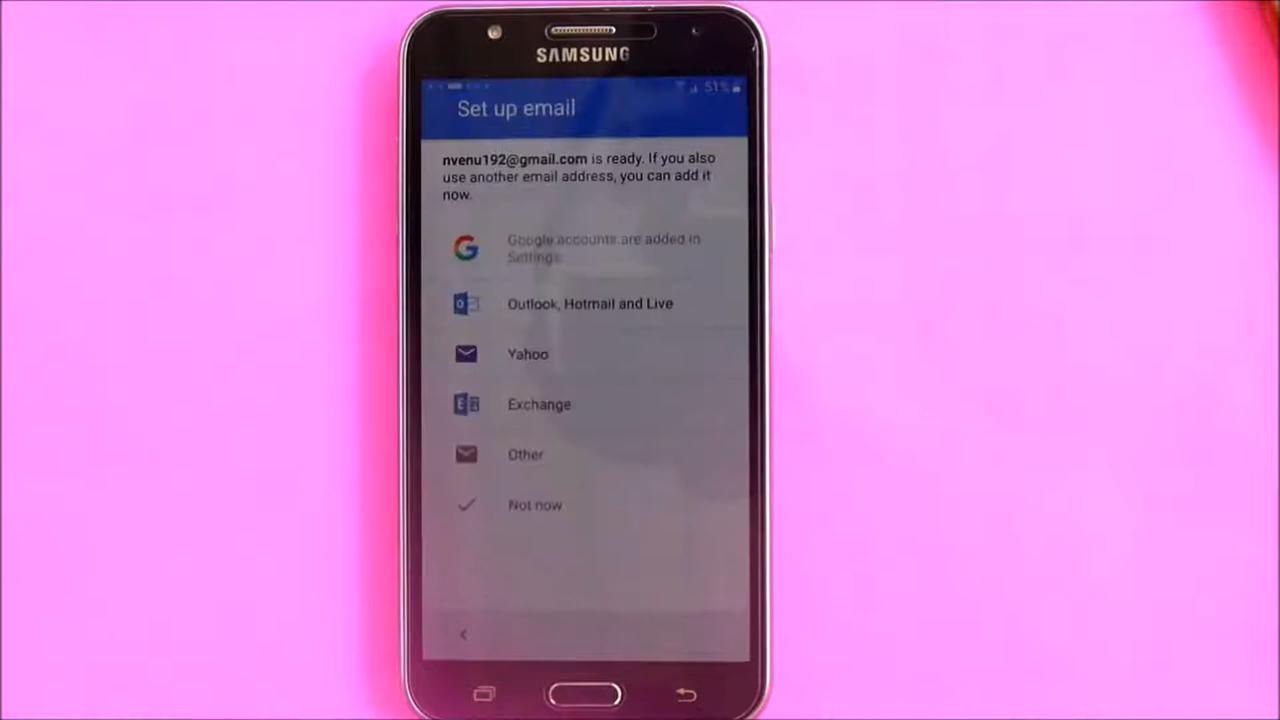 SAMSUNG
51%
Set up email
nvenu192@gmail.com is ready. If you also
use another email address, you can add it
now.
Google accounts are added in
Settings
Outlook, Hotmail and Live
Yahoo
Exchange
Other
Not now